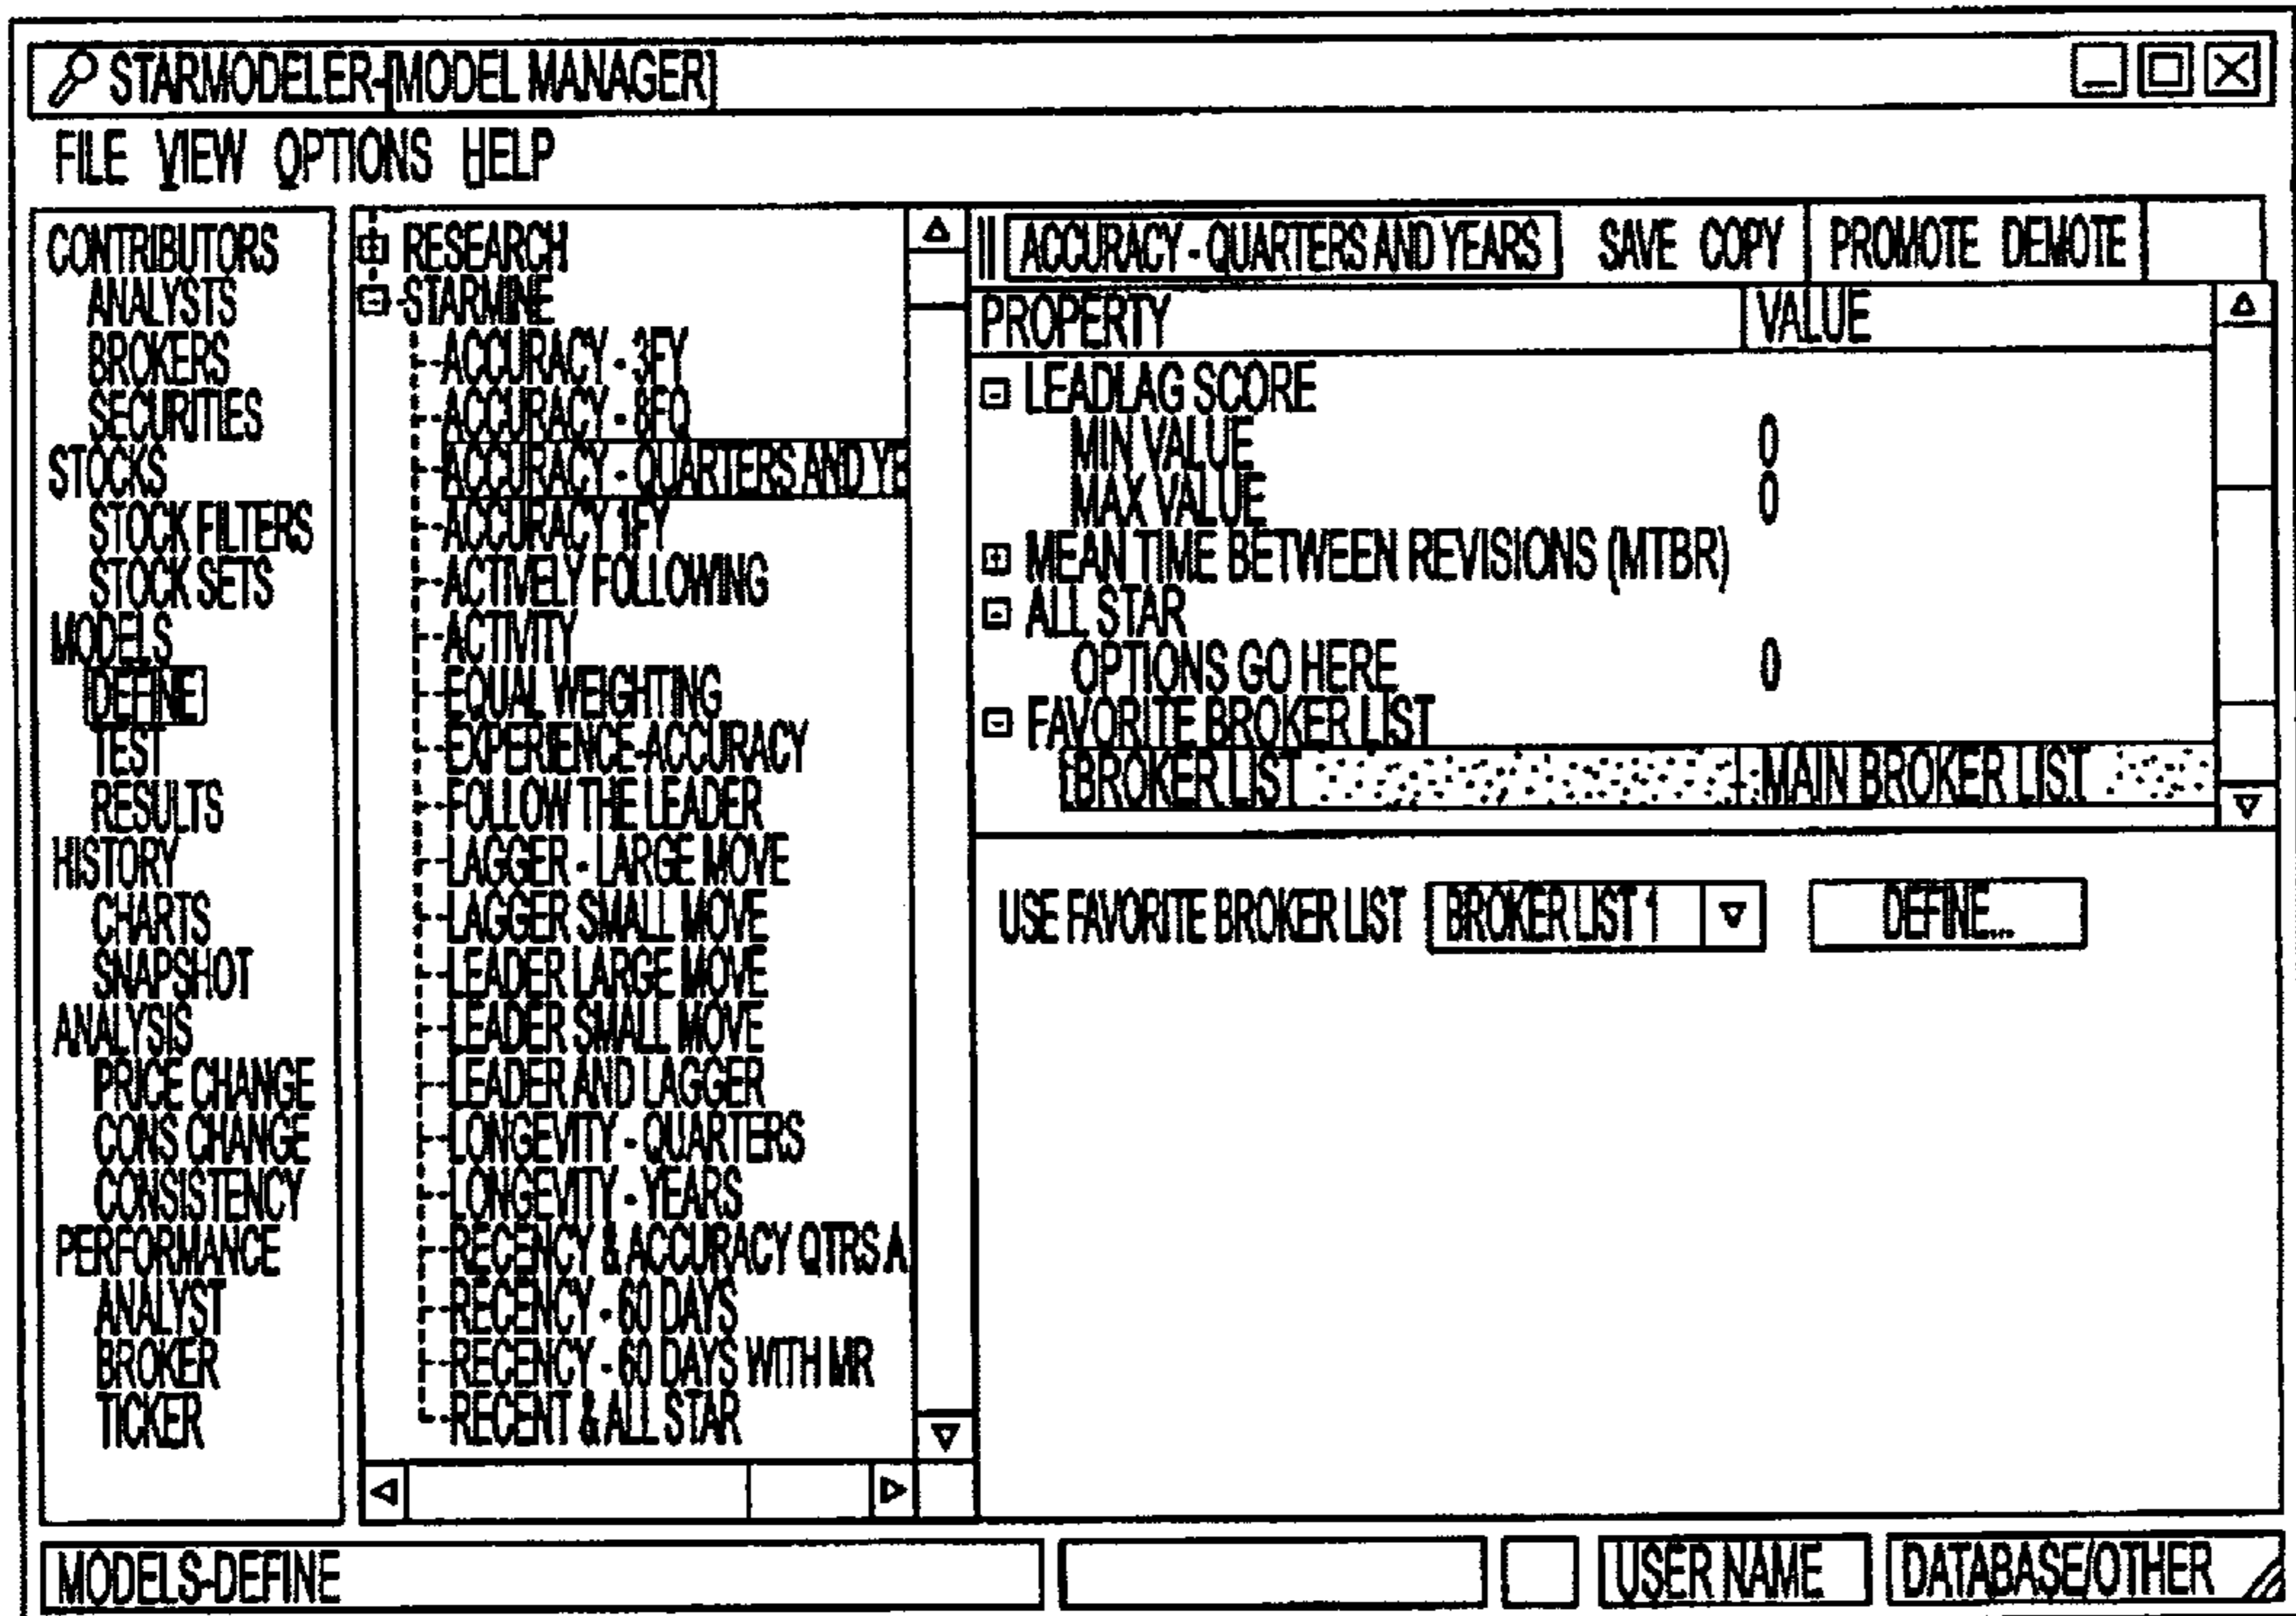 STARMODELER-[MODEL MANAGER]
FILE VIEW OPTIONS HELP
CONTRIBUTORS
ANALYSTS
BROKERS
SECURITIES
STOCKS
STOCK FILTERS
STOCK SETS
MODELS
DEFINE
TEST
RESULTS
HISTORY
CHARTS
SNAPSHOT
ANALYSIS
PRICE CHANGE
CONS CHANGE
CONSISTENCY
PERFORMANCE
ANALYST
BROKER
TICKER
RESEARCH
STARMINE
ACCURACY - 3FY
ACCURACY - 8FQ
ACCURACY - QUARTERS AND YE
ACCURACY 1FY
ACTIVELY FOLLOWING
ACTIVITY
EQUAL WEIGHTING
EXPERIENCE-ACCURACY
FOLLOW THE LEADER
LAGGER - LARGE MOVE
LAGGER SMALL MOVE
LEADER LARGE MOVE
LEADER SMALL MOVE
LEADER AND LAGGER
LONGEVITY - QUARTERS
LONGEVITY - YEARS
RECENCY & ACCURACY QTRS A
RECENCY - 60 DAYS
RECENCY - 60 DAYS WITH MR
RECENT & ALL STAR
ACCURACY - QUARTERS AND YEARS SAVE COPY PROMOTE DEMOTE
PROPERTY VALUE
LEADLAG SCORE
MIN VALUE 0
MAX VALUE 0
MEAN TIME BETWEEN REVISIONS (MTBR)
ALL STAR
OPTIONS GO HERE 0
FAVORITE BROKER LIST
BROKER LIST MAIN BROKER LIST
USE FAVORITE BROKER LIST BROKER LIST 1 DEFINE...
MODELS-DEFINE USER NAME DATABASE/OTHER